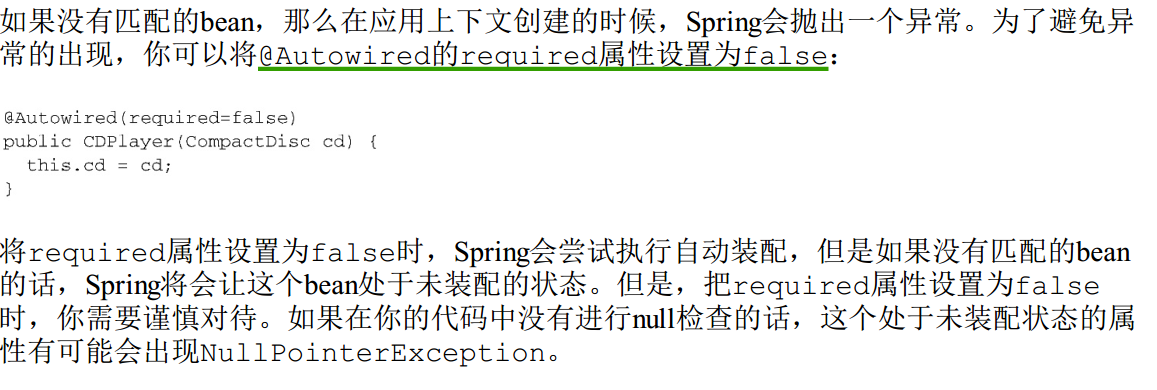 如果没有匹配的bean，那么在应用上下文创建的时候，Spring会抛出一个异常。为了避免异
常的出现，你可以将@Autowired的required属性设置为false：
@Autowired(required=false)
public CDPlayer(CompactDisc cd) {
  this.cd = cd;
}
将required属性设置为false时，Spring会尝试执行自动装配，但是如果没有匹配的bean
的话，Spring将会让这个bean处于未装配的状态。但是，把required属性设置为false
时，你需要谨慎对待。如果在你的代码中没有进行null检查的话，这个处于未装配状态的属
性有可能会出现NullPointerException。